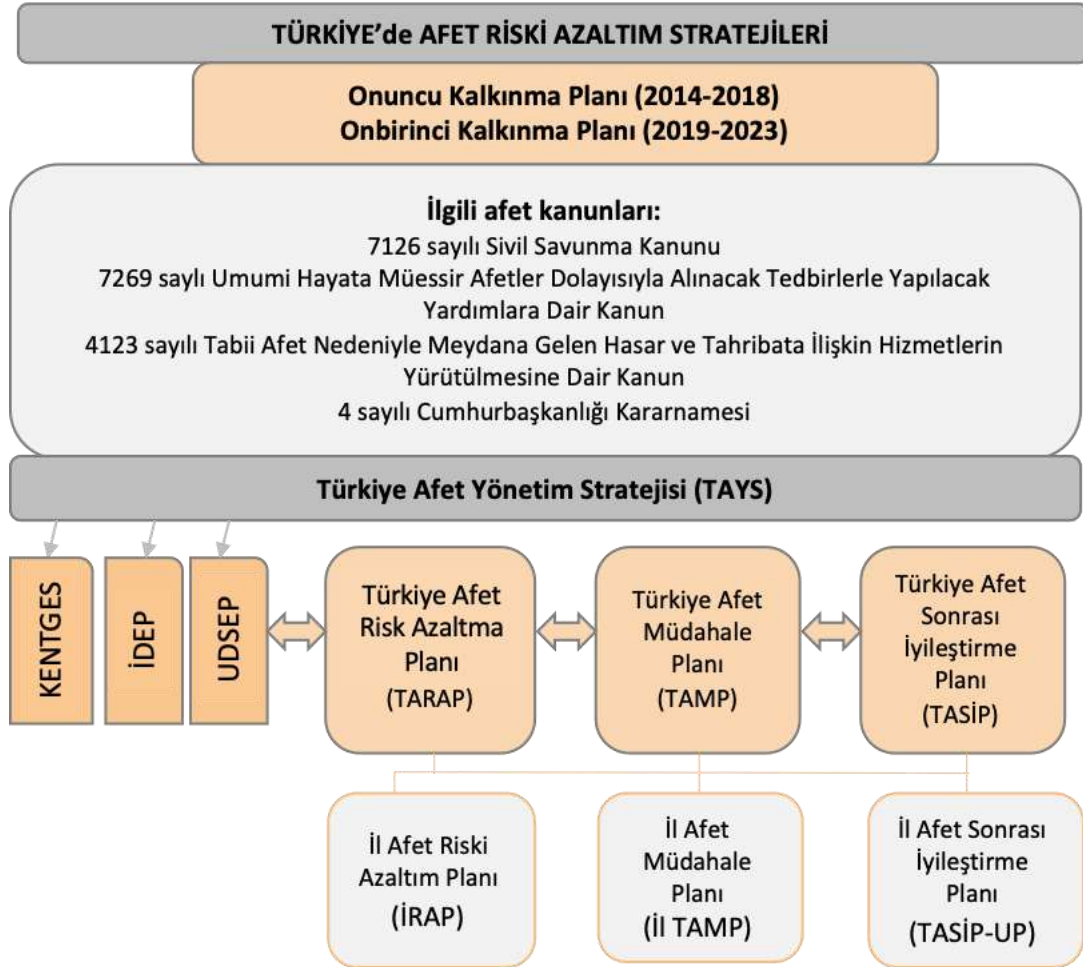 TÜRKİYE’de AFET RİSKİ AZALTIM STRATEJİLERİ
Onuncu Kalkınma Planı (2014-2018)
Onbirinci Kalkınma Planı (2019-2023)
İlgili afet kanunları:
7126 sayılı Sivil Savunma Kanunu
7269 saylı Umumi Hayata Müessir Afetler Dolayısıyla Alınacak Tedbirlerle Yapılacak
Yardımlara Dair Kanun
4123 sayılı Tabii Afet Nedeniyle Meydana Gelen Hasar ve Tahribata İlişkin Hizmetlerin
Yürütülmesine Dair Kanun
4 sayılı Cumhurbaşkanlığı Kararnamesi
Türkiye Afet Yönetim Stratejisi (TAYS)
KENTGES
İDEP
UDSEP
Türkiye Afet
Risk Azaltma
Planı
(TARAP)
Türkiye Afet
Müdahale
Planı
(TAMP)
Türkiye Afet
Sonrası
İyileştirme
Planı
(TASİP)
İl Afet Riski
Azaltım Planı
(İRAP)
İl Afet
Müdahale
Planı
(İl TAMP)
İl Afet Sonrası
İyileştirme
Planı
(TASİP-UP)